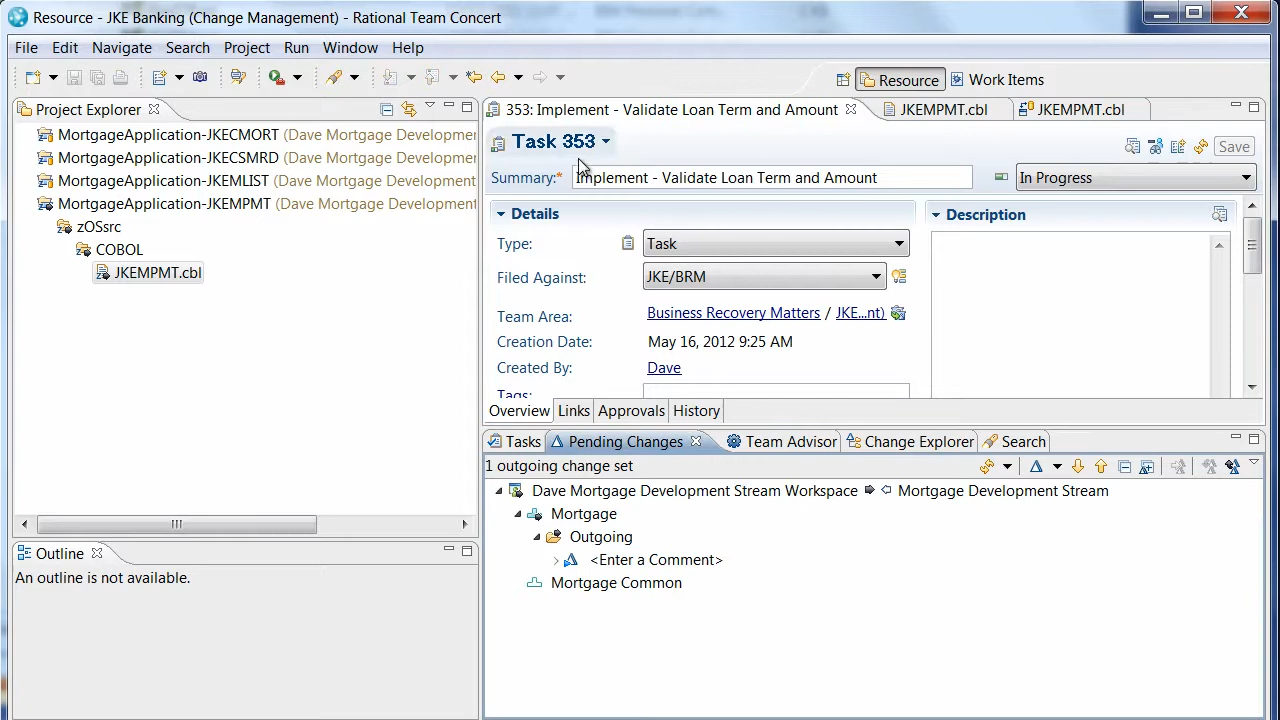 Resource - JKE Banking (Change Management) - Rational Team Concert
File Edit Navigate Search Project Run Window Help
Resource Work Items
Project Explorer
MortgageApplication-JKECMORT (Dave Mortgage Developmer
MortgageApplication-JKECSMRD (Dave Mortgage Developme
MortgageApplication-JKEMLIST (Dave Mortgage Developmen
MortgageApplication-JKEMPMT (Dave Mortgage Development
zOSsrc
COBOL
JKEMPMT.cbl
Outline
An outline is not available.
353: Implement - Validate Loan Term and Amount JKEMPMT.cbl JKEMPMT.cbl
Task 353
Save
Summary:* Implement - Validate Loan Term and Amount In Progress
Details
Type: Task
Filed Against: JKE/BRM
Team Area: Business Recovery Matters / JKE...nt)
Creation Date: May 16, 2012 9:25 AM
Created By: Dave
Tags:
Description
Overview Links Approvals History
Tasks Pending Changes Team Advisor Change Explorer Search
1 outgoing change set
Dave Mortgage Development Stream Workspace Mortgage Development Stream
Mortgage
Outgoing
<Enter a Comment>
Mortgage Common